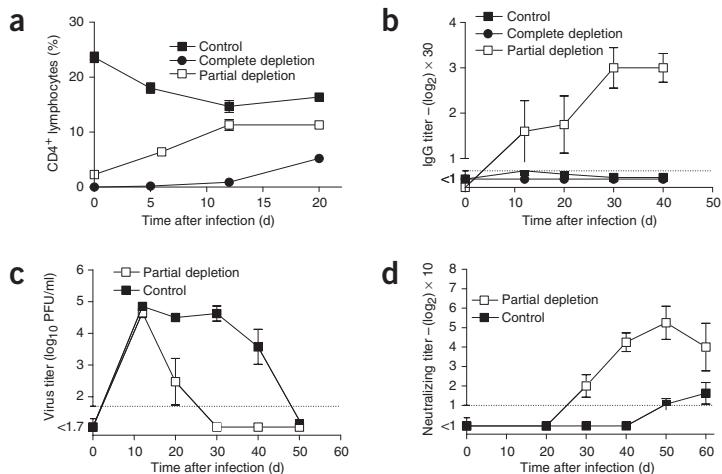 a
CD4+ lymphocytes (%)
30
20
10
0
Control
Complete depletion
Partial depletion
0 5 10 15 20
Time after infection (d)
b
IgG titer – (log2) × 30
4
3
2
1
<1
Control
Complete depletion
Partial depletion
0 10 20 30 40 50
Time after infection (d)
c
Virus titer (log10 PFU/ml)
6
5
4
3
2
<1.7
Partial depletion
Control
0 10 20 30 40 50 60
Time after infection (d)
d
Neutralizing titer – (log2) × 10
8
7
6
5
4
3
2
1
<1
Partial depletion
Control
0 10 20 30 40 50 60
Time after infection (d)